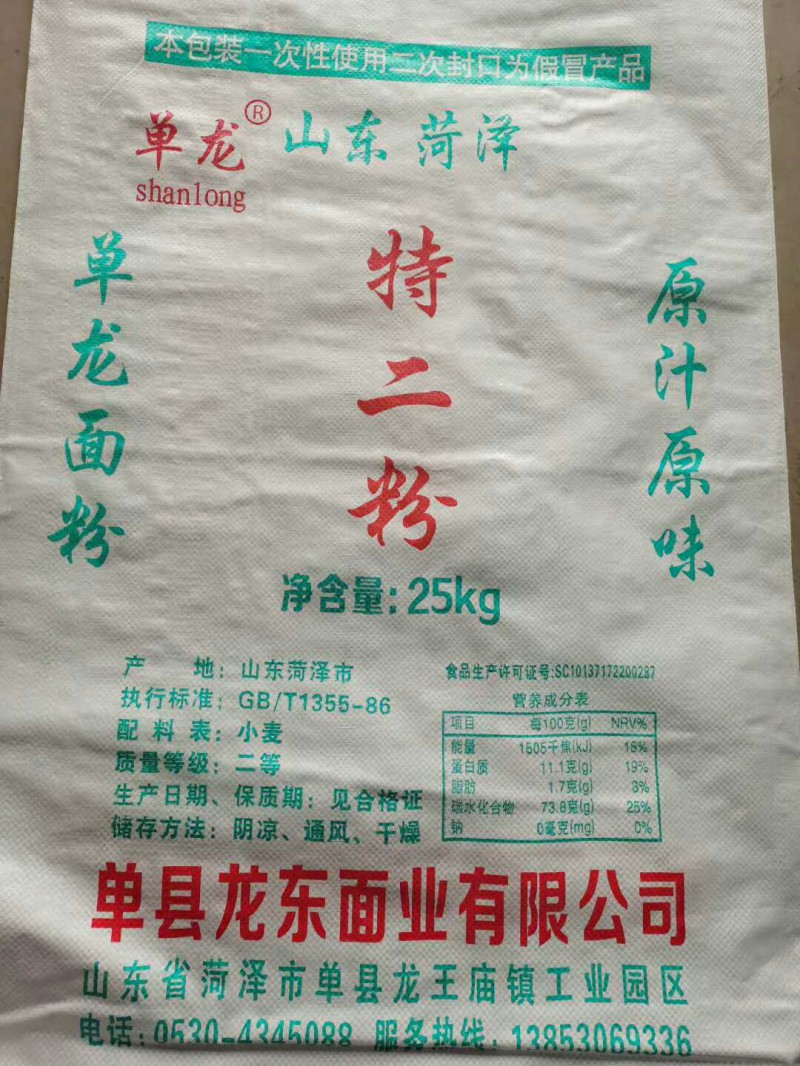 本包装一次性使用二次封口为假冒产品
单龙® 山东 菏泽
shanlong
单龙面粉
特二粉
原汁原味
净含量：25kg
产 地：山东菏泽市
执行标准：GB/T1355-86
配 料 表：小麦
质量等级：二等
生产日期、保质期：见合格证
储存方法：阴凉、通风、干燥
食品生产许可证号:SC10137172200287
营养成分表
项目 每100克(g) NRV%
能量 1505千焦(kJ) 18%
蛋白质 11.1克(g) 19%
脂肪 1.7克(g) 3%
碳水化合物 73.8克(g) 25%
钠 0毫克(mg) 0%
单县龙东面业有限公司
山东省菏泽市单县龙王庙镇工业园区
电话：0530-4345088 服务热线：13853069336